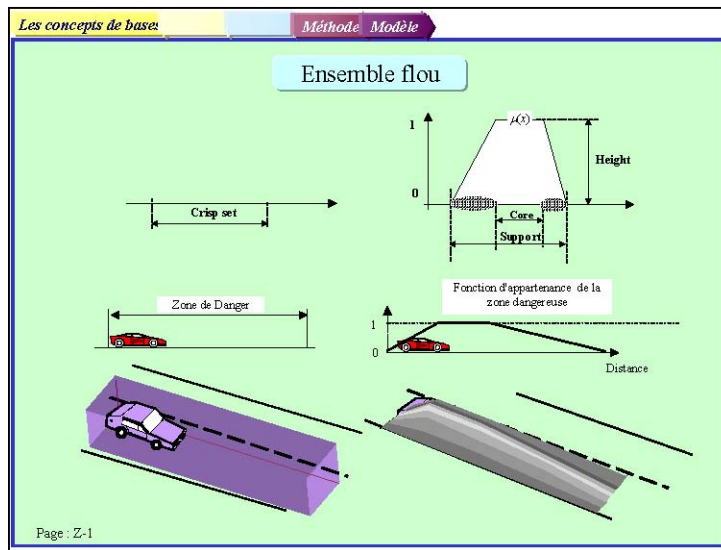 Les concepts de bases
Méthode
Modèle
Ensemble flou
1
μ(x)
Height
0
Core
Support
Crisp set
Zone de Danger
Fonction d'appartenance de la
zone dangereuse
1
0
Distance
Page : Z-1